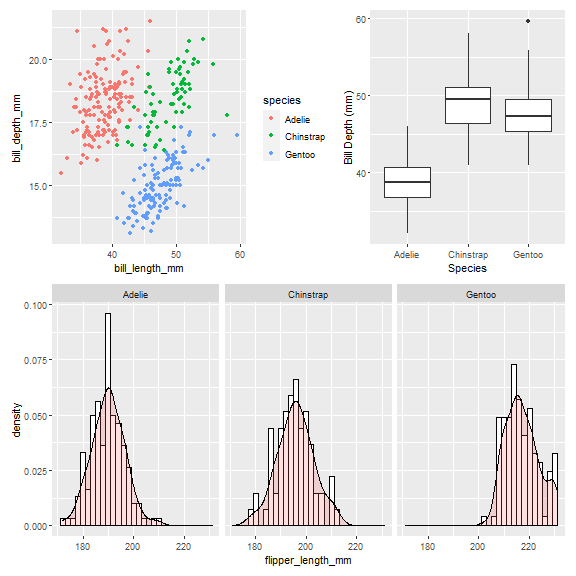 bill_depth_mm
20.0
17.5
15.0
40
50
60
bill_length_mm
species
Adelie
Chinstrap
Gentoo
Bill Depth (mm)
60
50
40
Adelie
Chinstrap
Gentoo
Species
Adelie
Chinstrap
Gentoo
density
0.100
0.075
0.050
0.025
0.000
180
200
220
180
200
220
180
200
220
flipper_length_mm